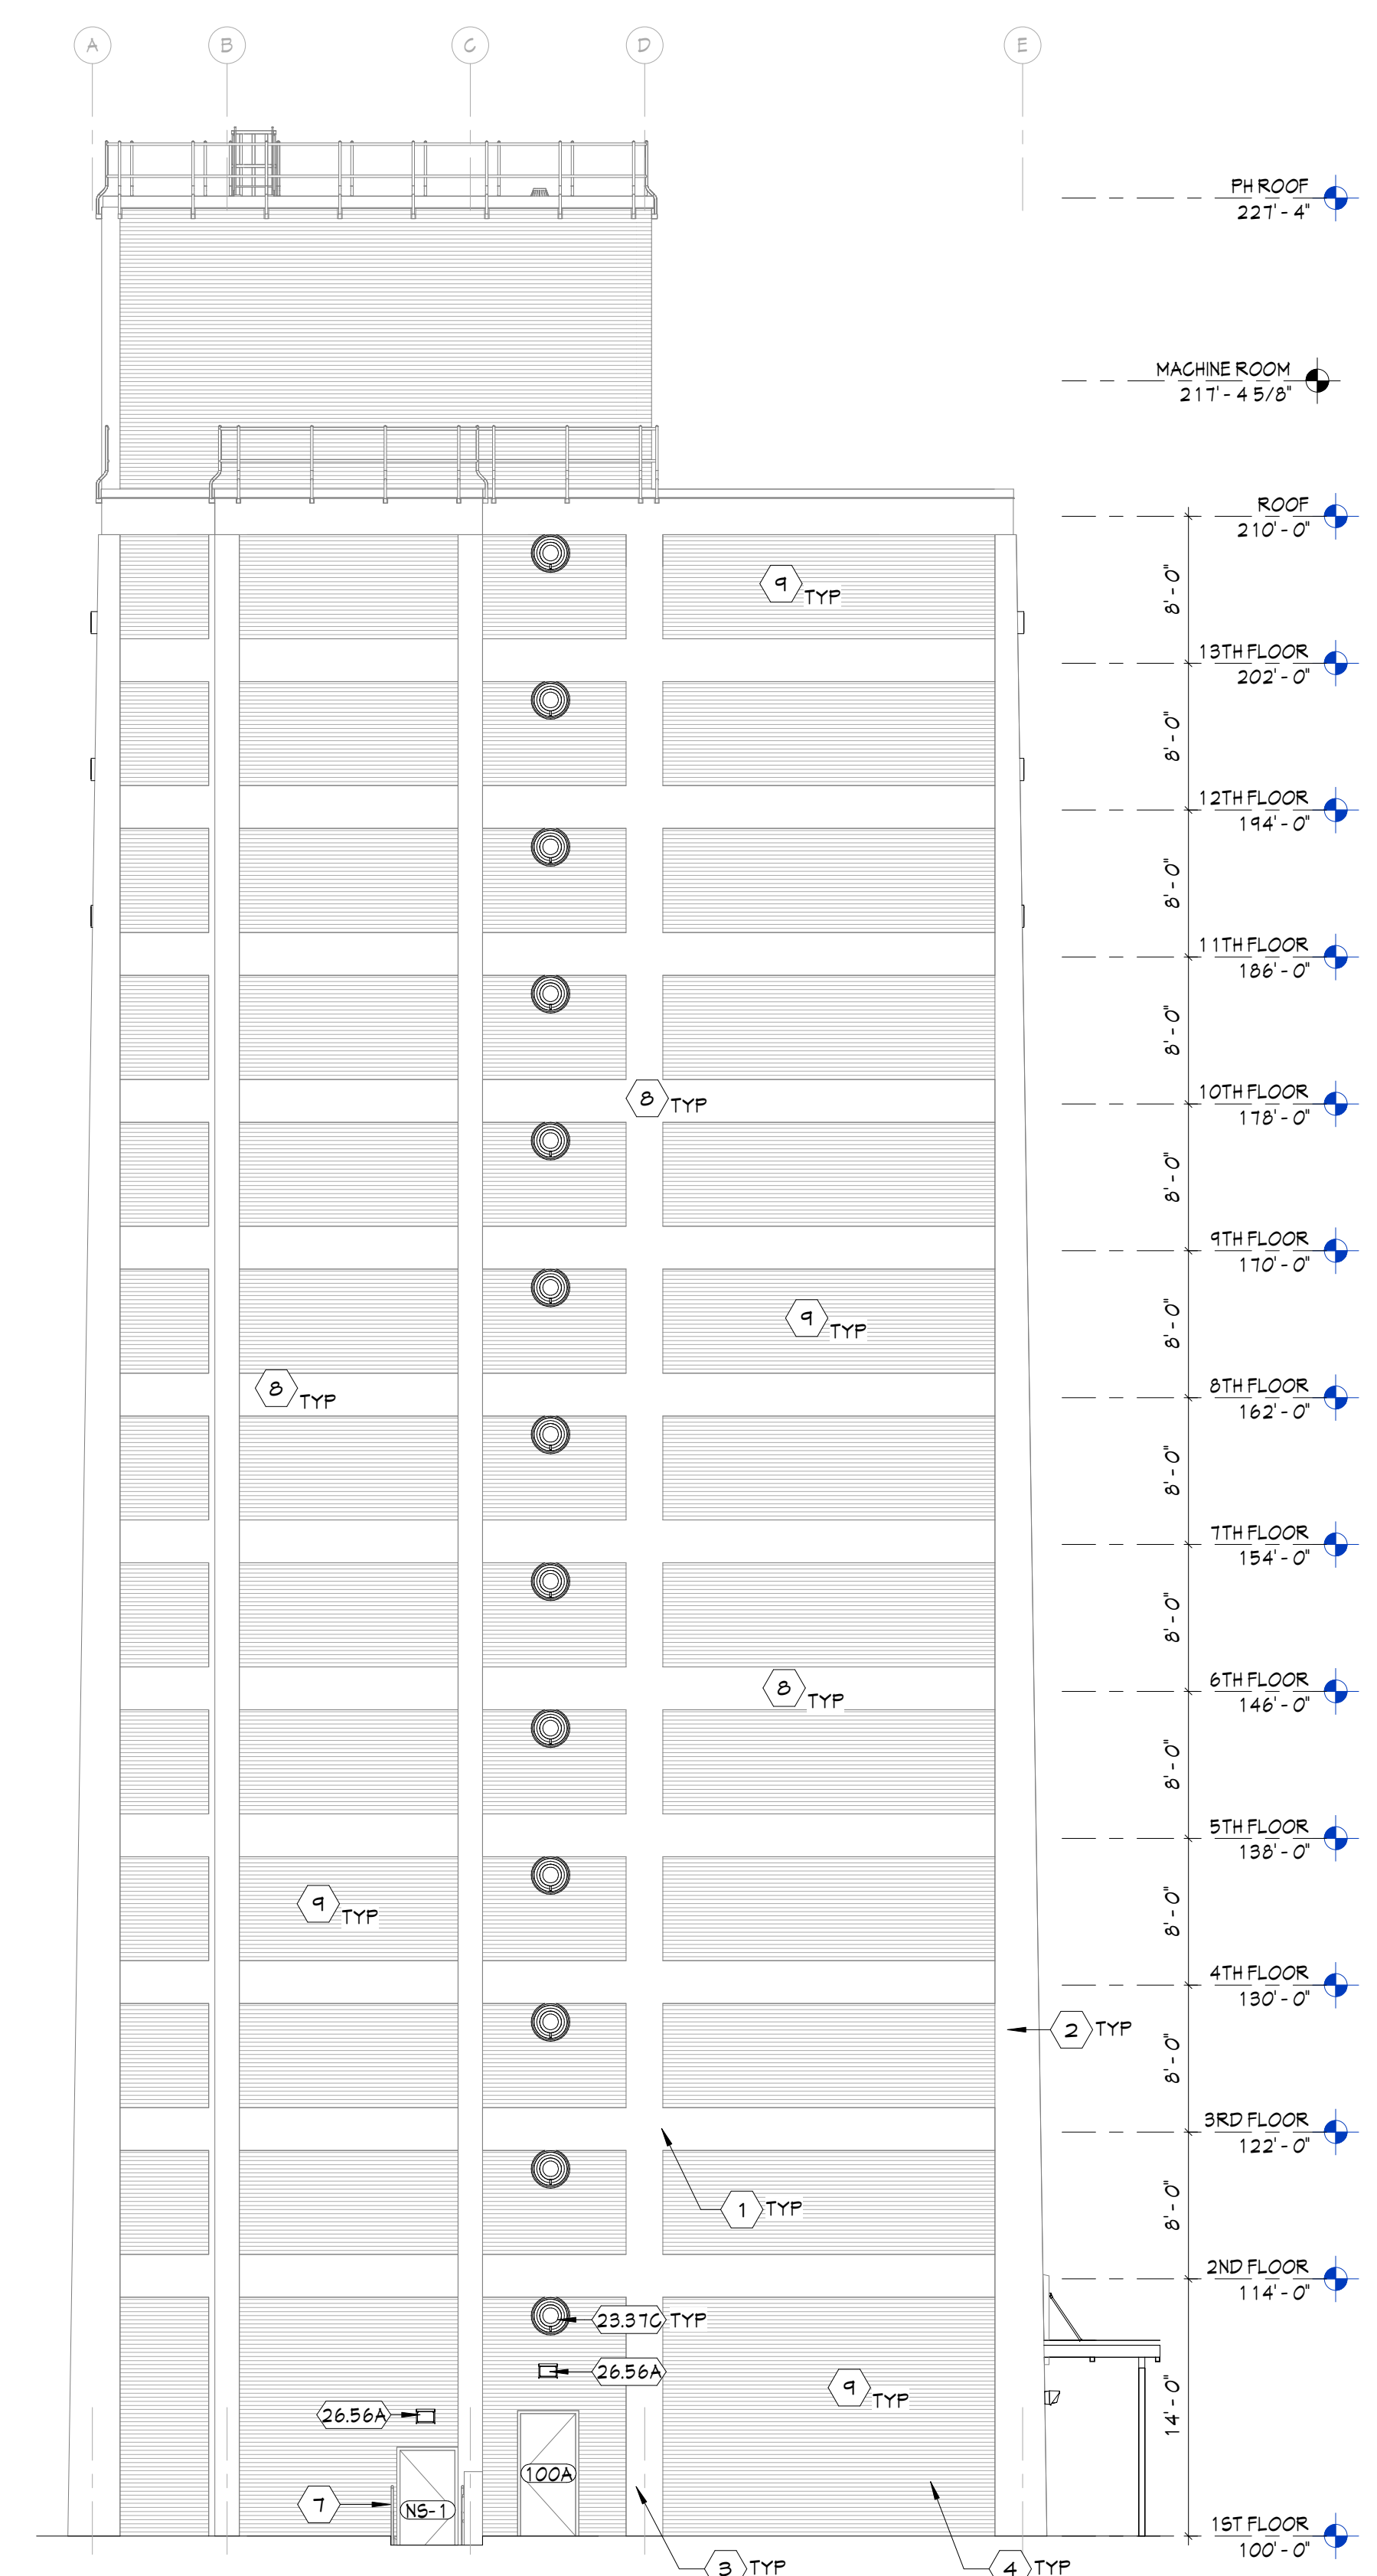 A
B
C
D
E
PH ROOF
227' - 4"
MACHINE ROOM
217' - 4 5/8"
ROOF
210' - 0"
8' - 0"
9
TYP
13TH FLOOR
202' - 0"
8' - 0"
12TH FLOOR
194' - 0"
8' - 0"
11TH FLOOR
186' - 0"
8' - 0"
8
TYP
10TH FLOOR
178' - 0"
8' - 0"
9TH FLOOR
170' - 0"
8' - 0"
9
TYP
8
TYP
8TH FLOOR
162' - 0"
8' - 0"
7TH FLOOR
154' - 0"
8' - 0"
8
TYP
6TH FLOOR
146' - 0"
8' - 0"
5TH FLOOR
138' - 0"
8' - 0"
9
TYP
4TH FLOOR
130' - 0"
2 TYP
8' - 0"
3RD FLOOR
122' - 0"
1 TYP
8' - 0"
2ND FLOOR
114' - 0"
23.37C TYP
26.56A
9
TYP
26.56A
14' - 0"
100A
7
NS-1
1ST FLOOR
100' - 0"
3 TYP
4 TYP